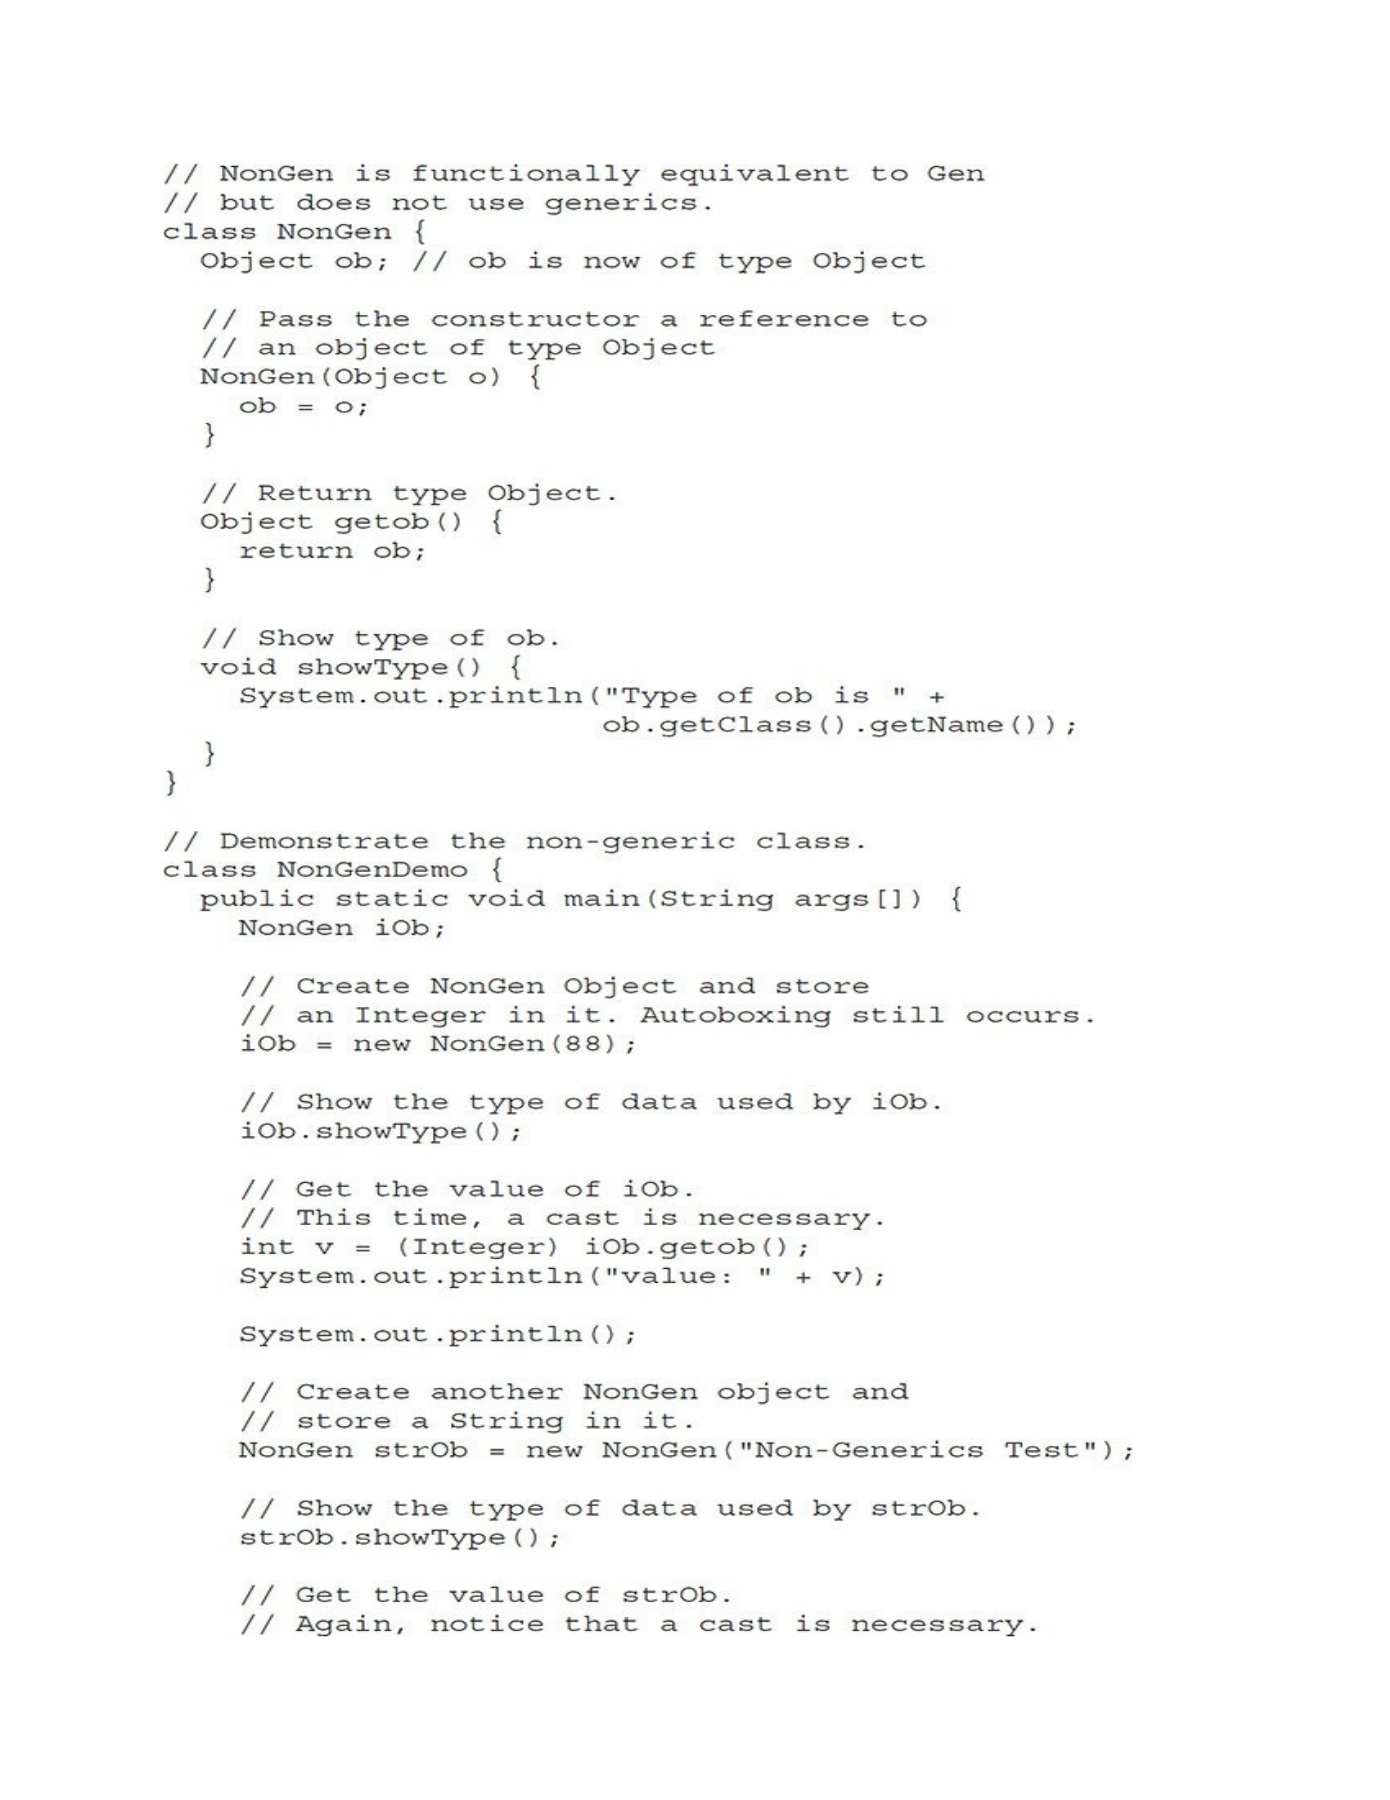 // NonGen is functionally equivalent to Gen
// but does not use generics.
class NonGen {
  Object ob; // ob is now of type Object

  // Pass the constructor a reference to
  // an object of type Object
  NonGen(Object o) {
    ob = o;
  }

  // Return type Object.
  Object getob() {
    return ob;
  }

  // Show type of ob.
  void showType() {
    System.out.println("Type of ob is " +
                       ob.getClass().getName());
  }
}

// Demonstrate the non-generic class.
class NonGenDemo {
  public static void main(String args[]) {
    NonGen iOb;

    // Create NonGen Object and store
    // an Integer in it. Autoboxing still occurs.
    iOb = new NonGen(88);

    // Show the type of data used by iOb.
    iOb.showType();

    // Get the value of iOb.
    // This time, a cast is necessary.
    int v = (Integer) iOb.getob();
    System.out.println("value: " + v);

    System.out.println();

    // Create another NonGen object and
    // store a String in it.
    NonGen strOb = new NonGen("Non-Generics Test");

    // Show the type of data used by strOb.
    strOb.showType();

    // Get the value of strOb.
    // Again, notice that a cast is necessary.